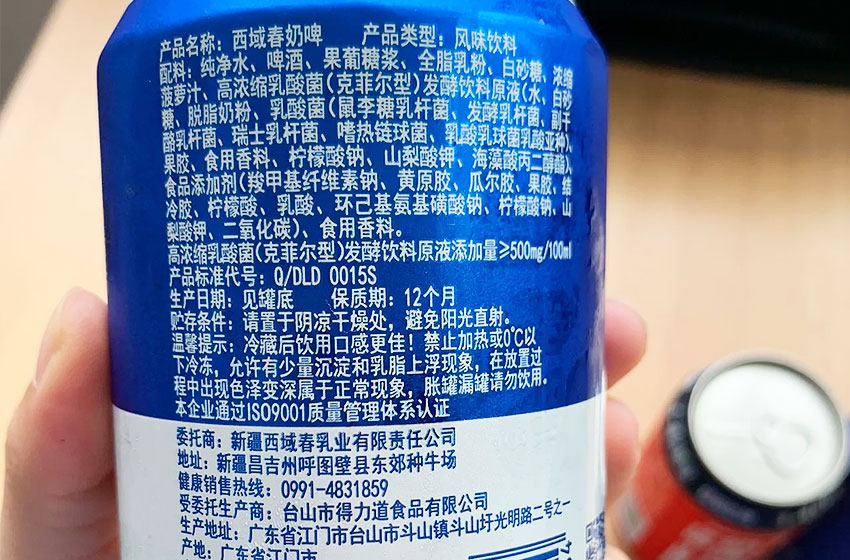 产品名称：西域春奶啤　产品类型：风味饮料
配料：纯净水、啤酒、果葡糖浆、全脂乳粉、白砂糖、浓缩
菠萝汁、高浓缩乳酸菌(克菲尔型)发酵饮料原液(水、白砂
糖、脱脂奶粉、乳酸菌(鼠李糖乳杆菌、发酵乳杆菌、副干
酪乳杆菌、瑞士乳杆菌、嗜热链球菌、乳酸乳球菌乳酸亚种)、
果胶、食用香料、柠檬酸钠、山梨酸钾、海藻酸丙二醇酯)、
食品添加剂(羧甲基纤维素钠、黄原胶、瓜尔胶、果胶、结
冷胶、柠檬酸、乳酸、环己基氨基磺酸钠、柠檬酸钠、山
梨酸钾、二氧化碳)、食用香料。
高浓缩乳酸菌(克菲尔型)发酵饮料原液添加量≥500mg/100ml
产品标准代号：Q/DLD 0015S
生产日期：见罐底　保质期：12个月
贮存条件：请置于阴凉干燥处，避免阳光直射。
温馨提示：冷藏后饮用口感更佳！禁止加热或0℃以
下冷冻，允许有少量沉淀和乳脂上浮现象，在放置过
程中出现色泽变深属于正常现象，胀罐漏罐请勿饮用。
本企业通过ISO9001质量管理体系认证
委托商：新疆西域春乳业有限责任公司
地址：新疆昌吉州呼图壁县东郊种牛场
健康销售热线：0991-4831859
受委托生产商：台山市得力道食品有限公司
生产地址：广东省江门市台山市斗山镇斗山圩光明路二号之一
产地：广东省江门市